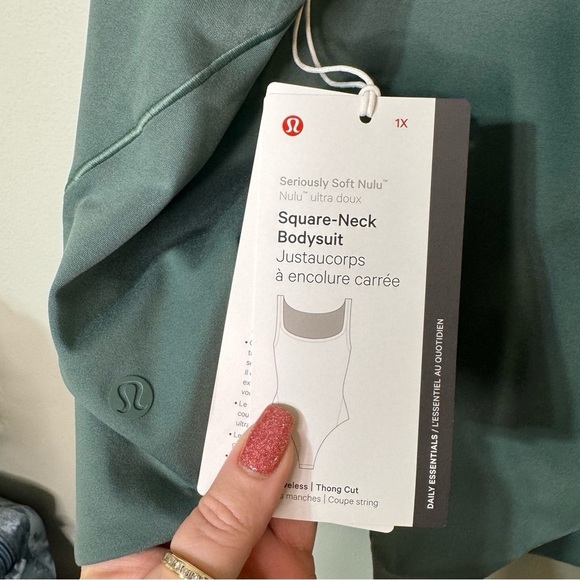 1X
Seriously Soft Nulu™
Nulu™ ultra doux
Square-Neck
Bodysuit
Justaucorps
à encolure carrée
| Thong Cut
manches | Coupe string
DAILY ESSENTIALS / L'ESSENTIEL AU QUOTIDIEN
• Le